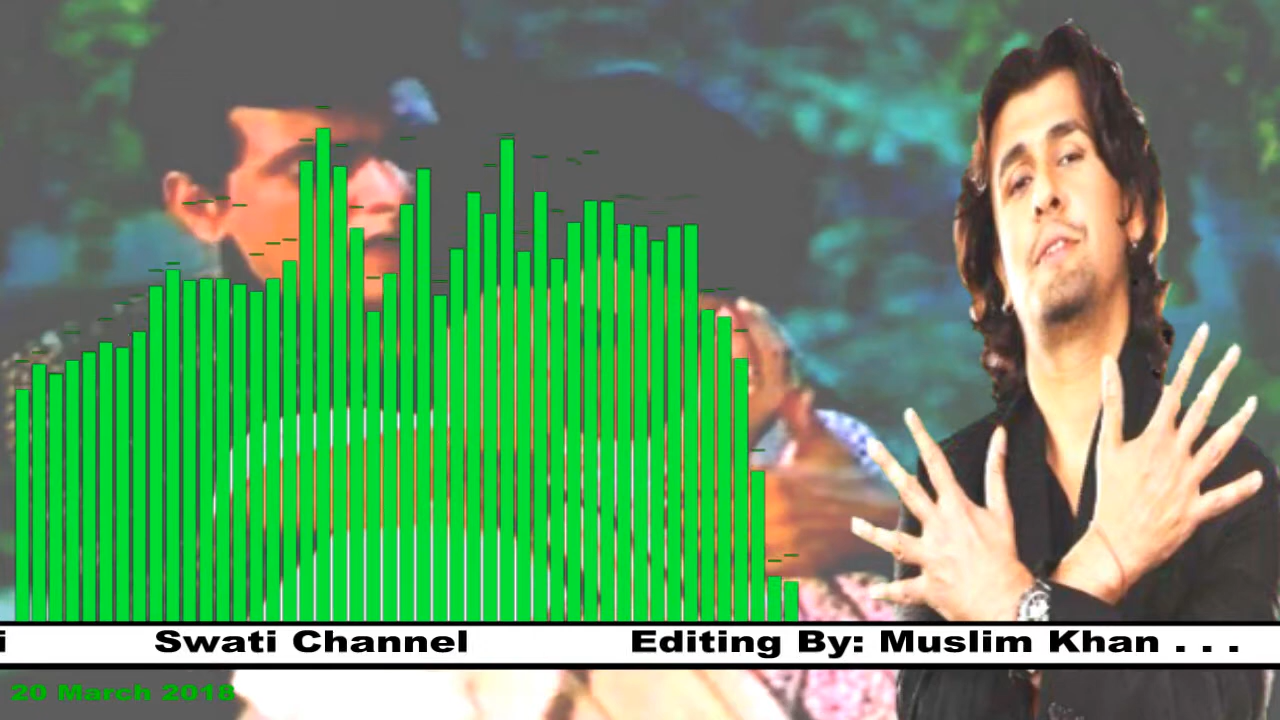 i Swati Channel Editing By: Muslim Khan . . .
20 March 2018